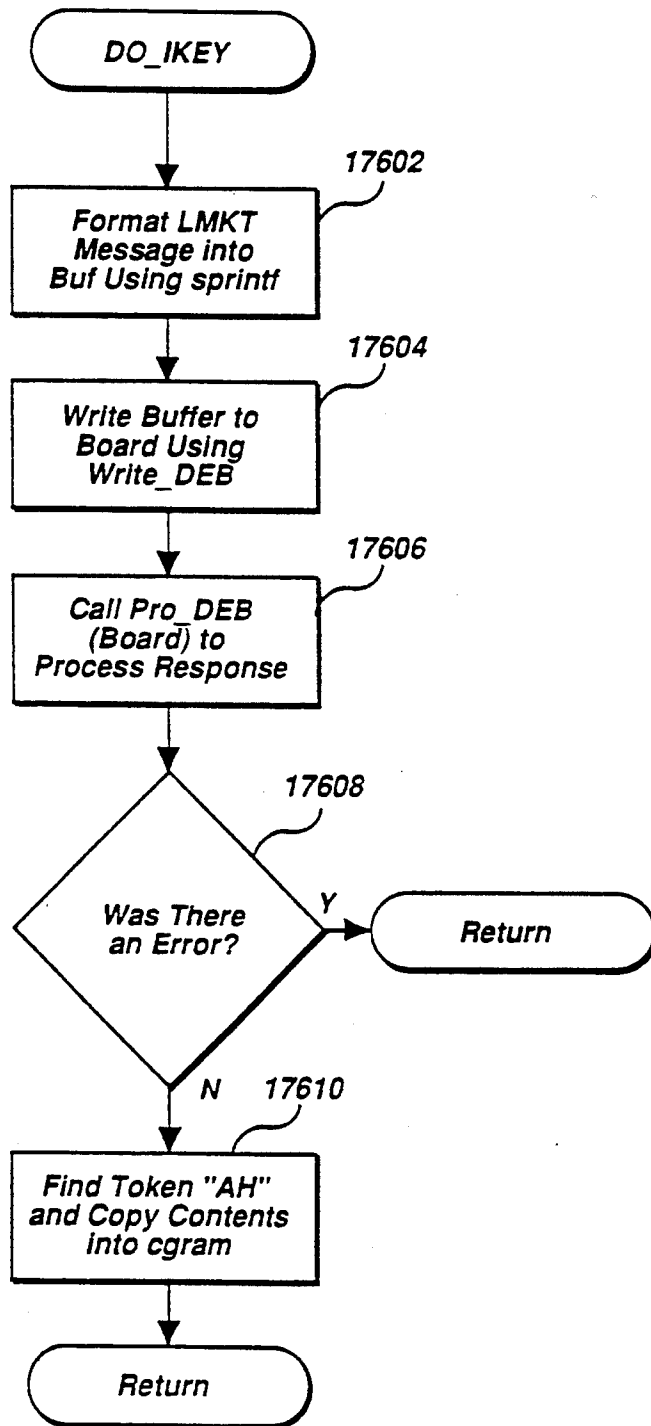 DO_IKEY
17602
Format LMKT
Message into
Buf Using sprintf
17604
Write Buffer to
Board Using
Write_DEB
17606
Call Pro_DEB
(Board) to
Process Response
17608
Was There
an Error?
Y
Return
N
17610
Find Token "AH"
and Copy Contents
into cgram
Return